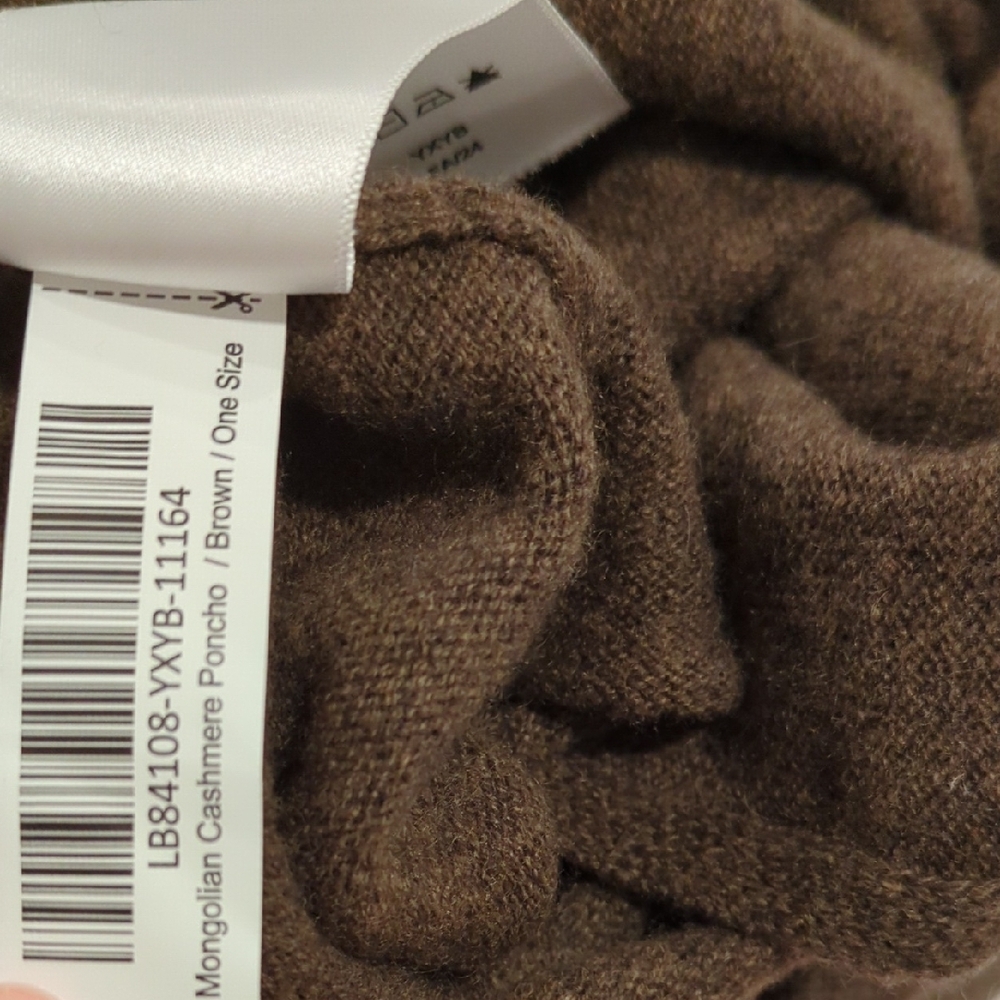 LB84108-YXYB-11164
Mongolian Cashmere Poncho / Brown / One Size
YXYB